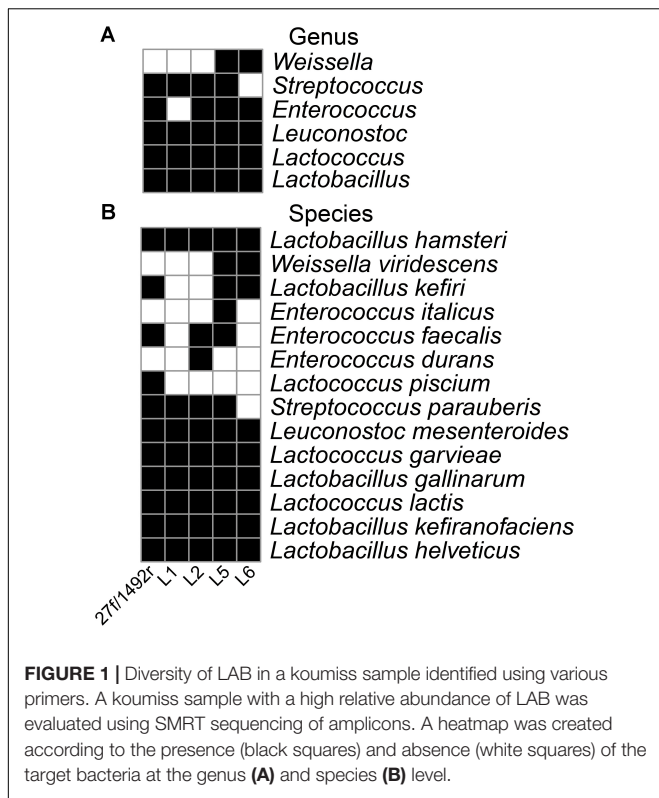 A Genus
Weissella
Streptococcus
Enterococcus
Leuconostoc
Lactococcus
Lactobacillus
B Species
Lactobacillus hamsteri
Weissella viridescens
Lactobacillus kefiri
Enterococcus italicus
Enterococcus faecalis
Enterococcus durans
Lactococcus piscium
Streptococcus parauberis
Leuconostoc mesenteroides
Lactococcus garvieae
Lactobacillus gallinarum
Lactococcus lactis
Lactobacillus kefiranofaciens
Lactobacillus helveticus
27f/1492r L1 L2 L5 L6
FIGURE 1 | Diversity of LAB in a koumiss sample identified using various
primers. A koumiss sample with a high relative abundance of LAB was
evaluated using SMRT sequencing of amplicons. A heatmap was created
according to the presence (black squares) and absence (white squares) of the
target bacteria at the genus (A) and species (B) level.